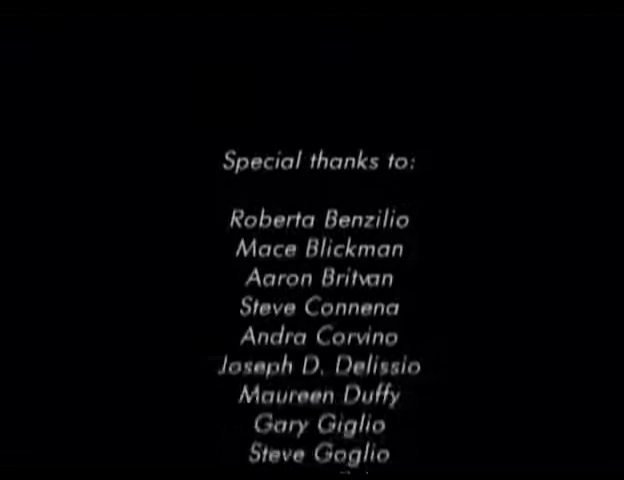 Special thanks to:
Roberta Benzilio
Mace Blickman
Aaron Britvan
Steve Connena
Andra Corvino
Joseph D. Delissio
Maureen Duffy
Gary Giglio
Steve Goglio